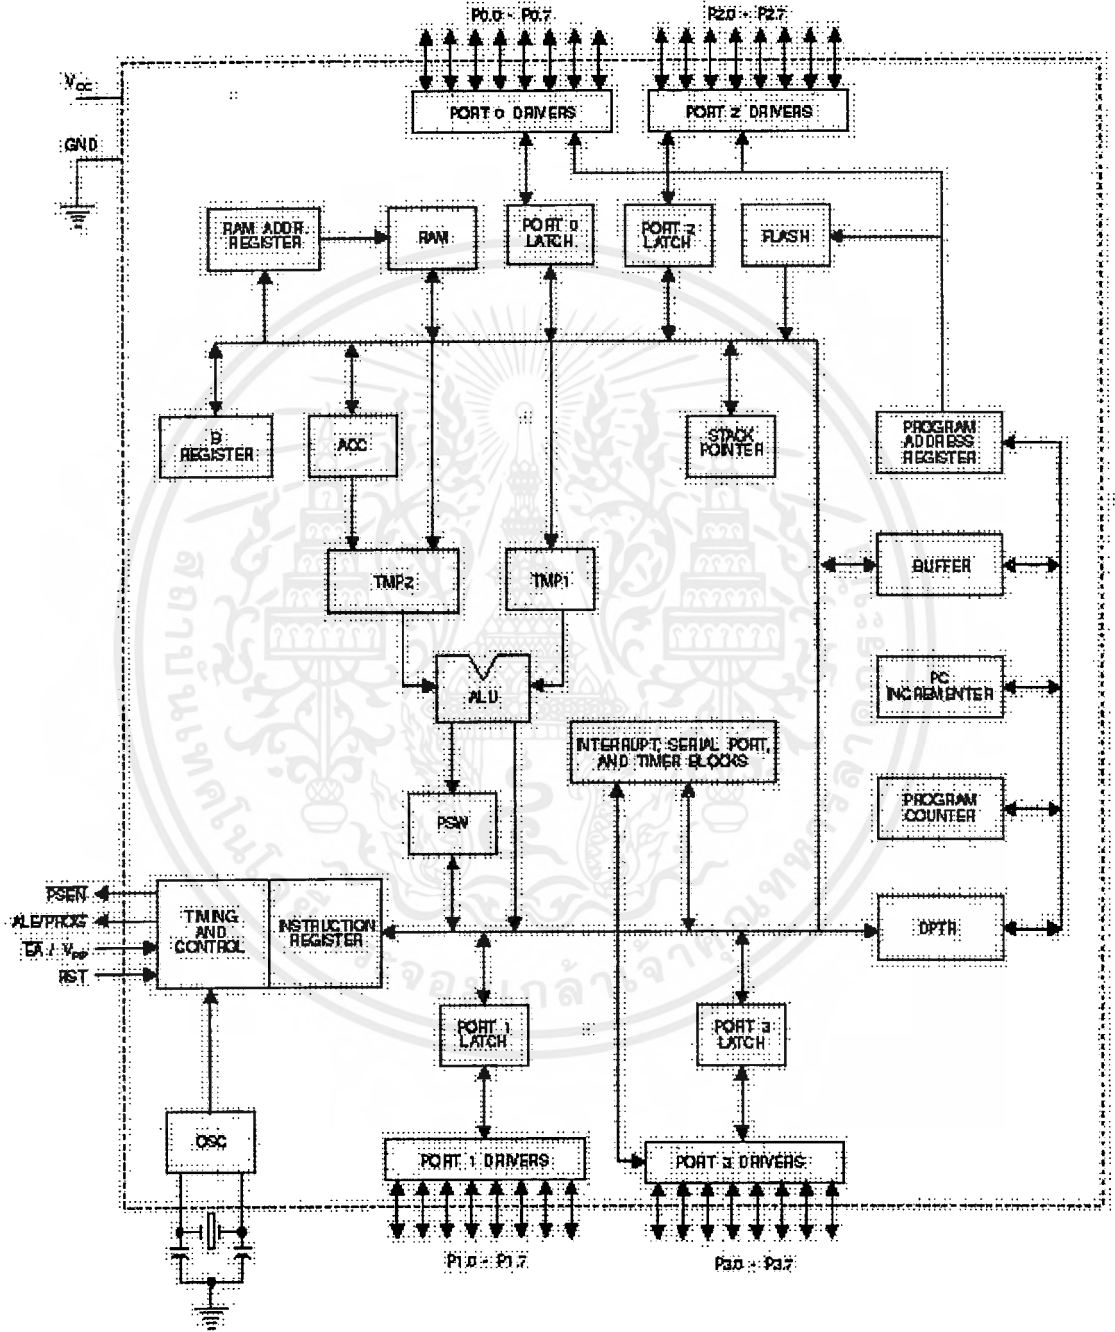 P0.0 - P0.7
P2.0 - P2.7
VCC
PORT 0 DRIVERS
PORT 2 DRIVERS
GND
RAM ADDR.
REGISTER
RAM
PORT 0
LATCH
PORT 2
LATCH
FLASH
B
REGISTER
ACC
STACK
POINTER
PROGRAM
ADDRESS
REGISTER
TMP2
TMP1
BUFFER
ALU
PC
INCREMENTER
INTERRUPT, SERIAL PORT,
AND TIMER BLOCKS
PSW
PROGRAM
COUNTER
PSEN
ALE/PROG
EA / VPP
RST
TIMING
AND
CONTROL
INSTRUCTION
REGISTER
DPTR
PORT 1
LATCH
PORT 3
LATCH
OSC
PORT 1 DRIVERS
PORT 3 DRIVERS
P1.0 - P1.7
P3.0 - P3.7